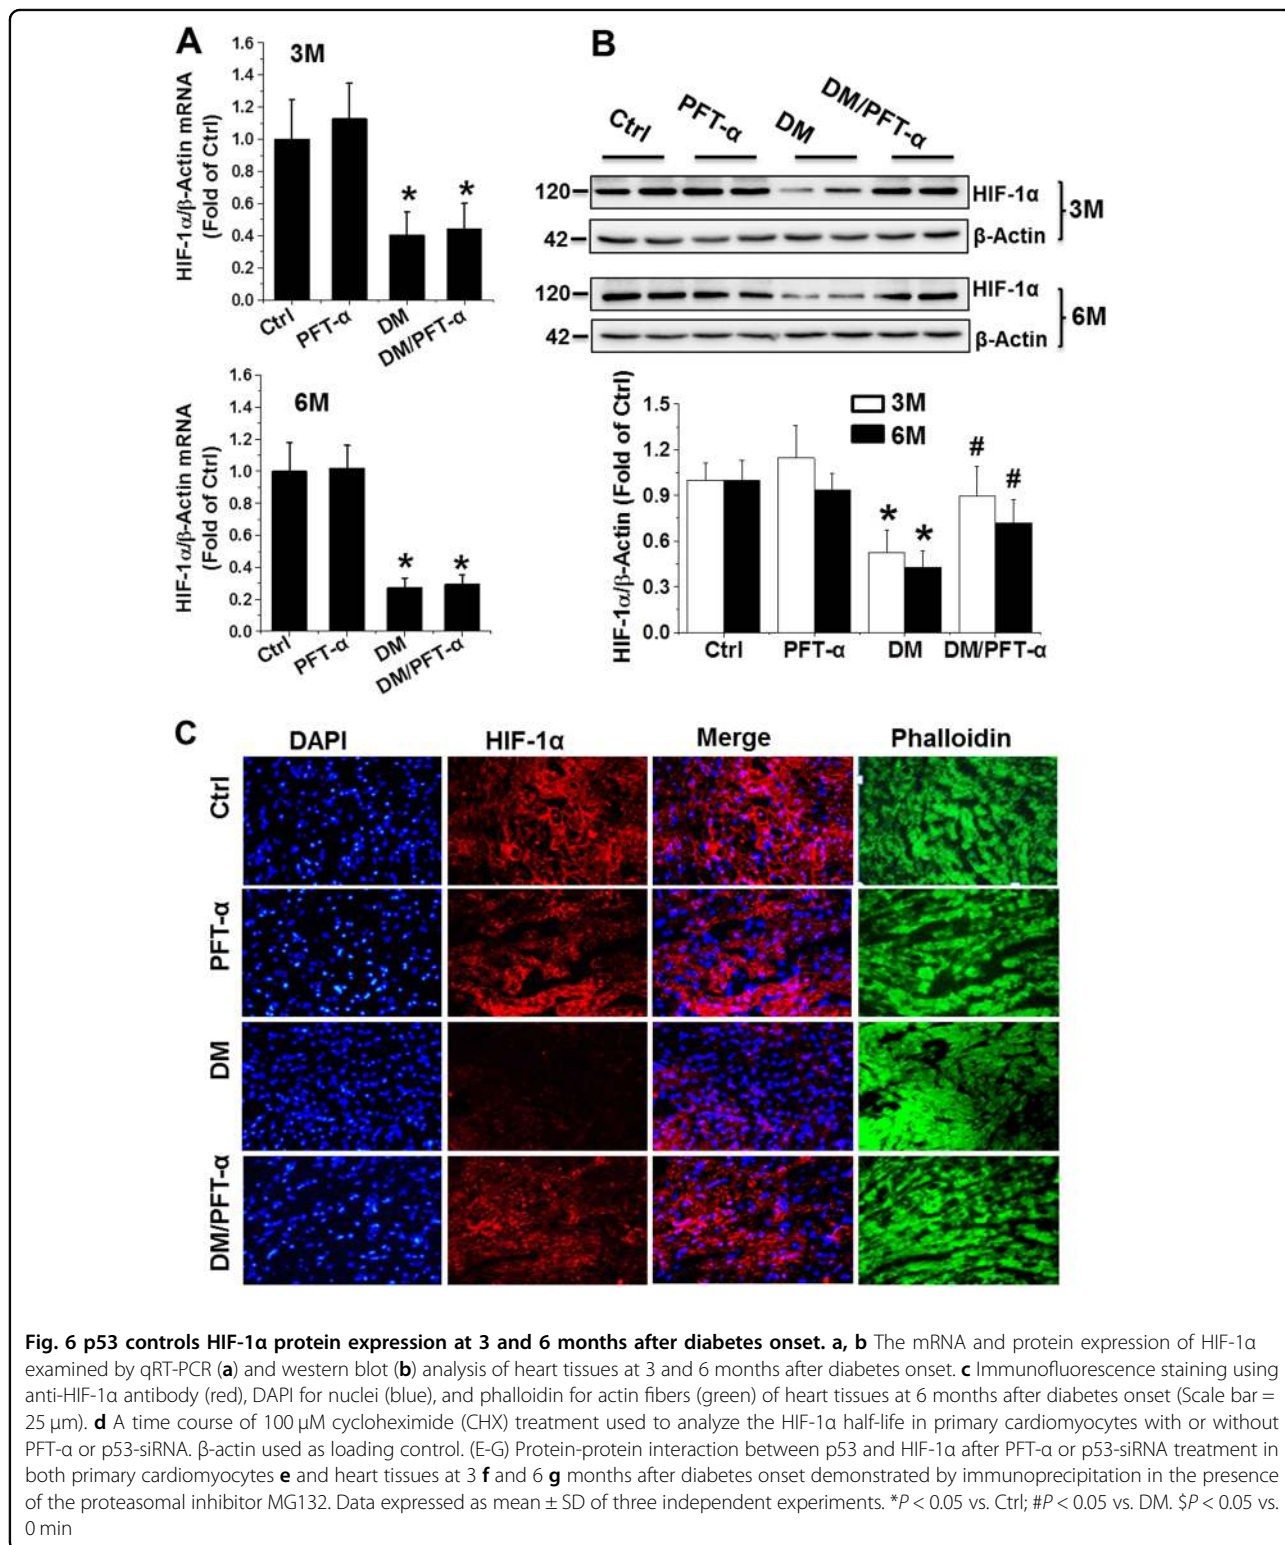 A
3M
HIF-1α/β-Actin mRNA
(Fold of Ctrl)
1.6
1.4
1.2
1.0
0.8
0.6
0.4
0.2
0.0
*
*
Ctrl
PFT-α
DM
DM/PFT-α
6M
HIF-1α/β-Actin mRNA
(Fold of Ctrl)
1.6
1.4
1.2
1.0
0.8
0.6
0.4
0.2
0.0
*
*
Ctrl
PFT-α
DM
DM/PFT-α
B
Ctrl
PFT-α
DM
DM/PFT-α
120
HIF-1α
3M
42
β-Actin
120
HIF-1α
6M
42
β-Actin
HIF-1α/β-Actin (Fold of Ctrl)
1.5
1.2
0.9
0.6
0.3
0.0
3M
6M
*
*
#
#
Ctrl
PFT-α
DM
DM/PFT-α
C
DAPI
HIF-1α
Merge
Phalloidin
Ctrl
PFT-α
DM
DM/PFT-α
Fig. 6 p53 controls HIF-1α protein expression at 3 and 6 months after diabetes onset. a, b The mRNA and protein expression of HIF-1α
examined by qRT-PCR (a) and western blot (b) analysis of heart tissues at 3 and 6 months after diabetes onset. c Immunofluorescence staining using
anti-HIF-1α antibody (red), DAPI for nuclei (blue), and phalloidin for actin fibers (green) of heart tissues at 6 months after diabetes onset (Scale bar =
25 μm). d A time course of 100 μM cycloheximide (CHX) treatment used to analyze the HIF-1α half-life in primary cardiomyocytes with or without
PFT-α or p53-siRNA. β-actin used as loading control. (E-G) Protein-protein interaction between p53 and HIF-1α after PFT-α or p53-siRNA treatment in
both primary cardiomyocytes e and heart tissues at 3 f and 6 g months after diabetes onset demonstrated by immunoprecipitation in the presence
of the proteasomal inhibitor MG132. Data expressed as mean ± SD of three independent experiments. *P < 0.05 vs. Ctrl; #P < 0.05 vs. DM. $P < 0.05 vs.
0 min